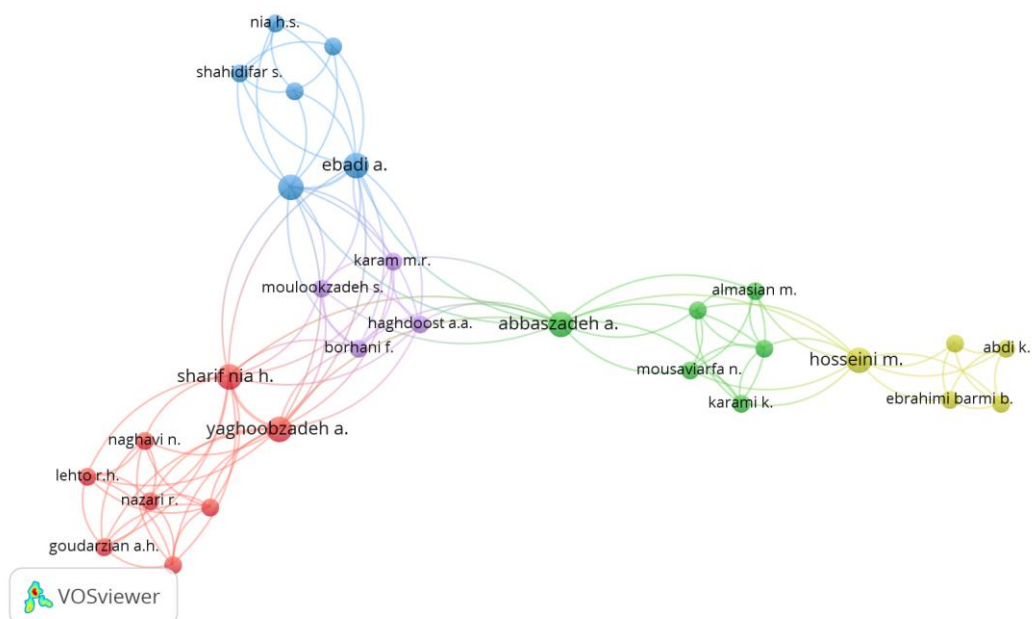 nia h.s.
shahidifar s.
ebadi a.
karam m.r.
moulookzadeh s.
haghdoost a.a.
borhani f.
abbaszadeh a.
almasian m.
mousaviarfa n.
karami k.
hosseini m.
abdi k.
ebrahimi barmi b.
sharif nia h.
yaghoobzadeh a.
naghavi n.
lehto r.h.
nazari r.
goudarzian a.h.
VOSviewer